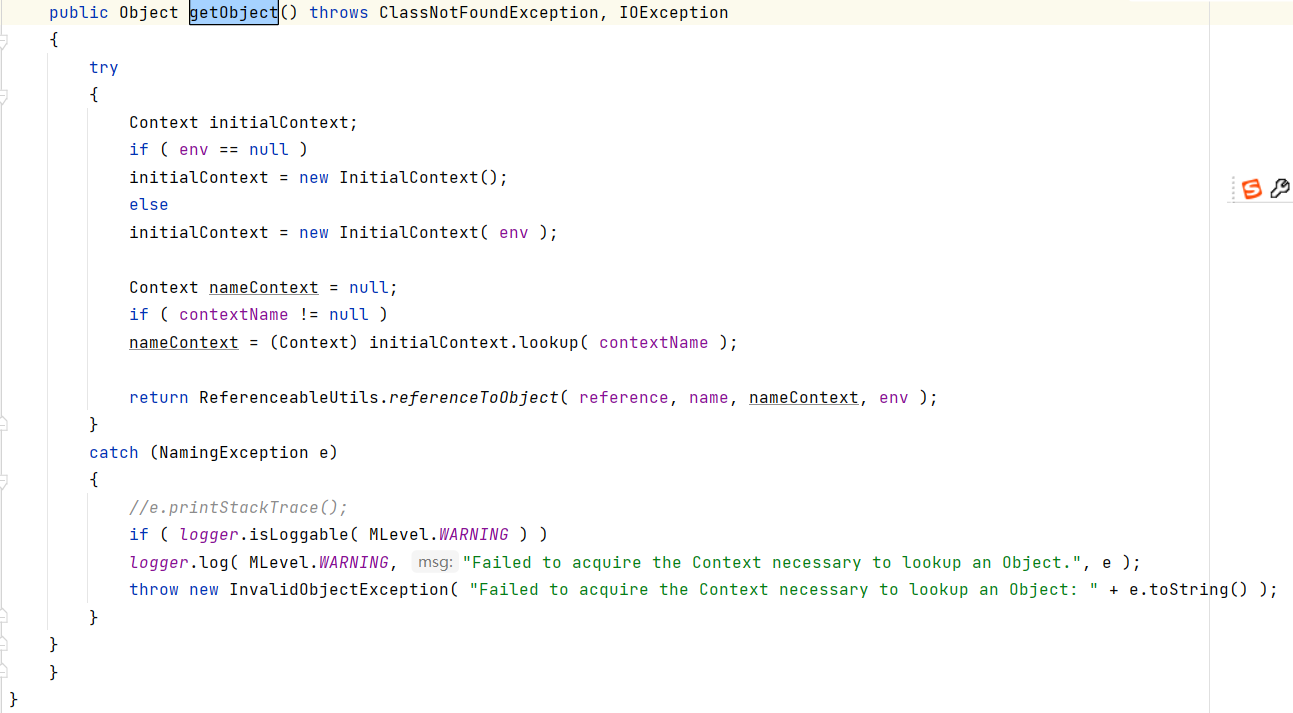 public Object getObject() throws ClassNotFoundException, IOException
{
try
{
Context initialContext;
if ( env == null )
initialContext = new InitialContext();
else
initialContext = new InitialContext( env );
Context nameContext = null;
if ( contextName != null )
nameContext = (Context) initialContext.lookup( contextName );
return ReferenceableUtils.referenceToObject( reference, name, nameContext, env );
}
catch (NamingException e)
{
//e.printStackTrace();
if ( logger.isLoggable( MLevel.WARNING ) )
logger.log( MLevel.WARNING, msg: "Failed to acquire the Context necessary to lookup an Object.", e );
throw new InvalidObjectException( "Failed to acquire the Context necessary to lookup an Object: " + e.toString() );
}
}
}
}
S